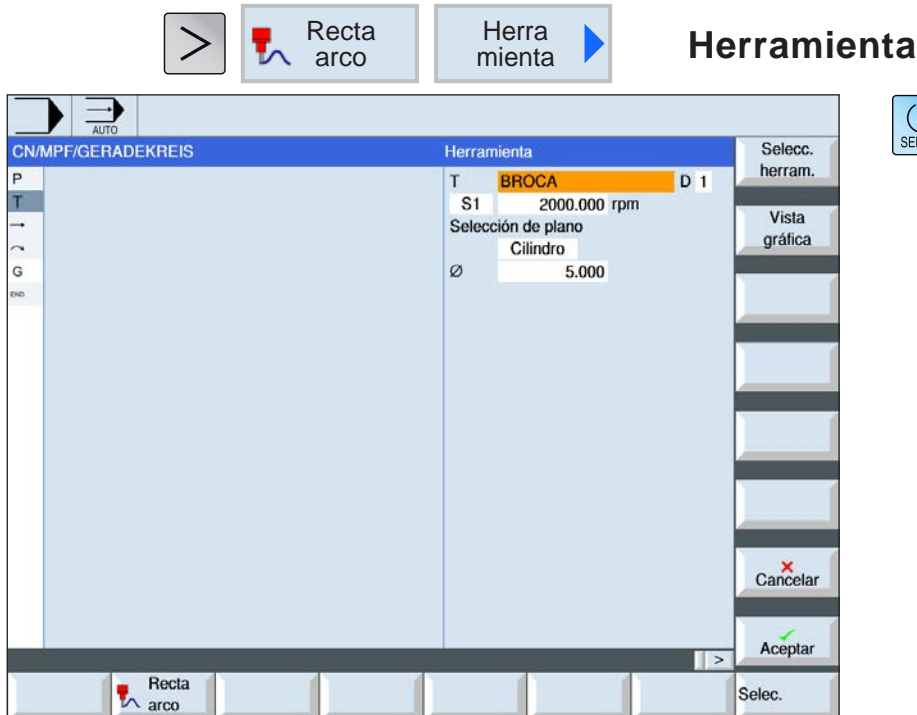 >
Recta
arco
Herra
mienta
Herramienta
AUTO
CN/MPF/GERADEKREIS
Herramienta
P
T
G
END
T BROCA D 1
S1 2000.000 rpm
Selección de plano
Cilindro
Ø 5.000
Selecc.
herram.
Vista
gráfica
Cancelar
Aceptar
>
Recta
arco
Selec.